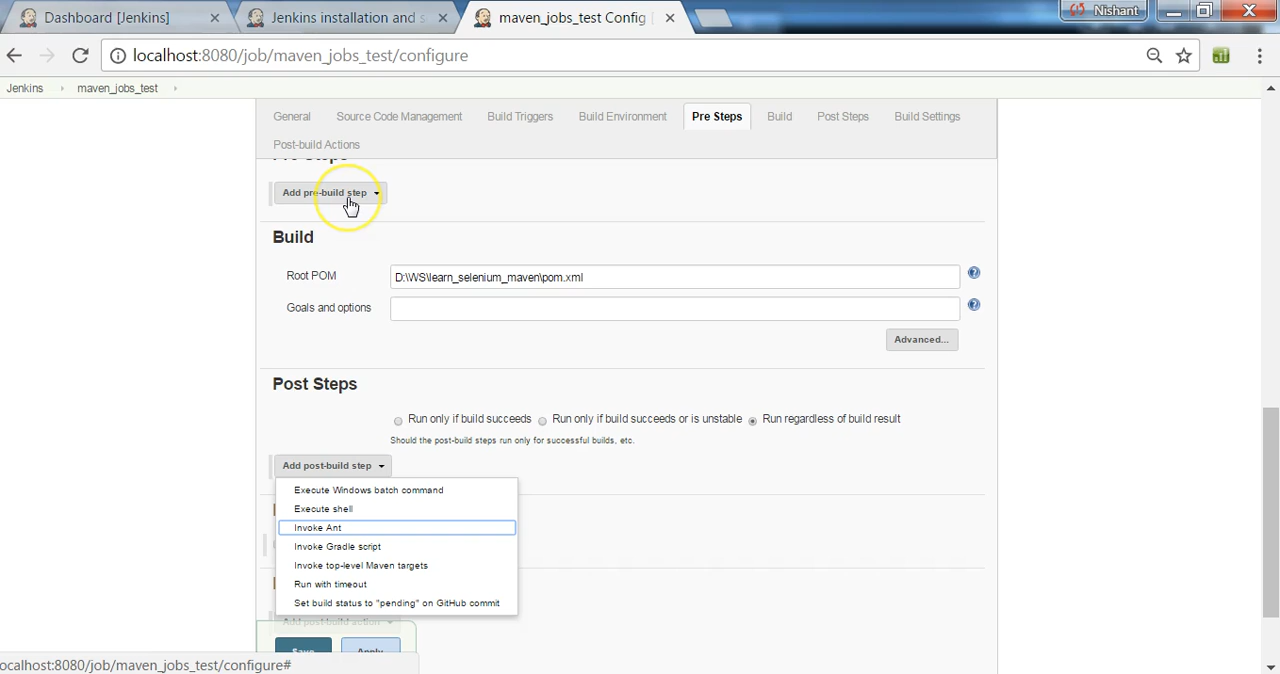 Dashboard [Jenkins]
Jenkins installation and s
maven_jobs_test Config [
Nishant
localhost:8080/job/maven_jobs_test/configure
Jenkins
maven_jobs_test
General
Source Code Management
Build Triggers
Build Environment
Pre Steps
Build
Post Steps
Build Settings
Post-build Actions
Pre Steps
Add pre-build step
Build
Root POM
D:\WS\learn_selenium_maven\pom.xml
Goals and options
Advanced...
Post Steps
Run only if build succeeds
Run only if build succeeds or is unstable
Run regardless of build result
Should the post-build steps run only for successful builds, etc.
Add post-build step
Execute Windows batch command
Execute shell
Invoke Ant
Invoke Gradle script
Invoke top-level Maven targets
Run with timeout
Set build status to "pending" on GitHub commit
Add post-build action
Save
Apply
ocalhost:8080/job/maven_jobs_test/configure#